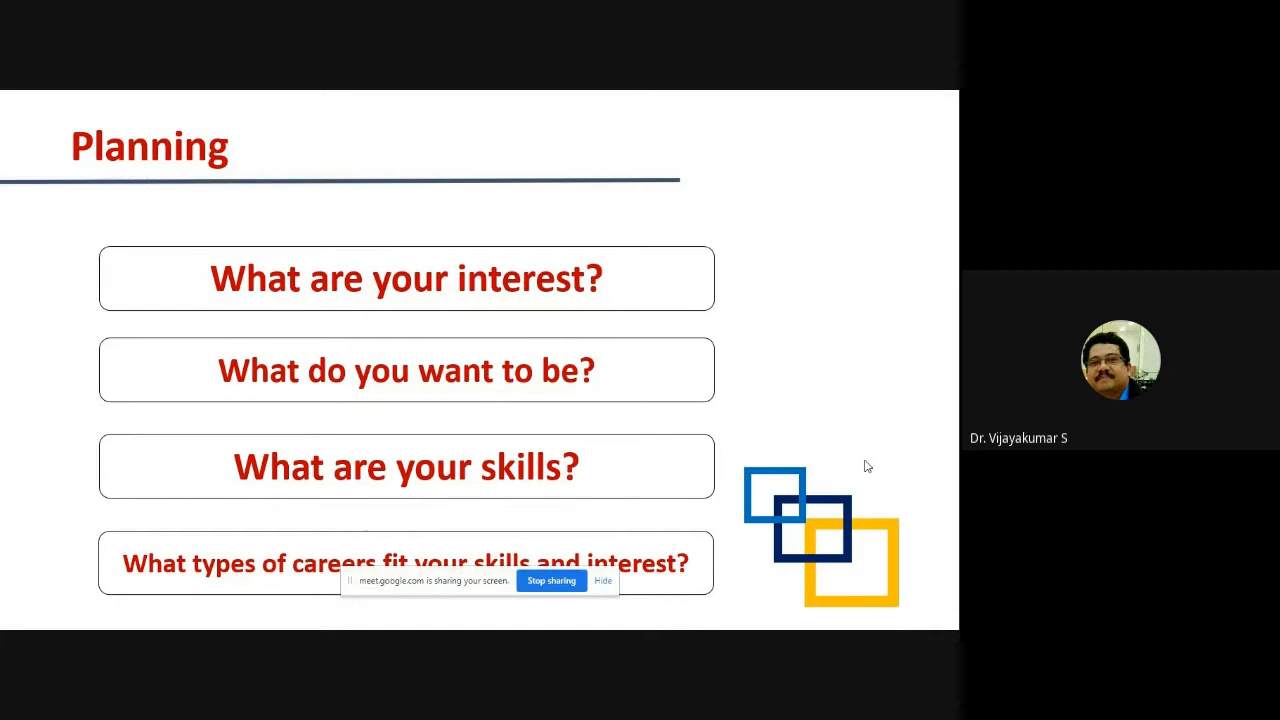 Planning
What are your interest?
What do you want to be?
What are your skills?
What types of careers fit your skills and interest?
meet.google.com is sharing your screen.
Stop sharing
Hide
Dr. Vijayakumar S